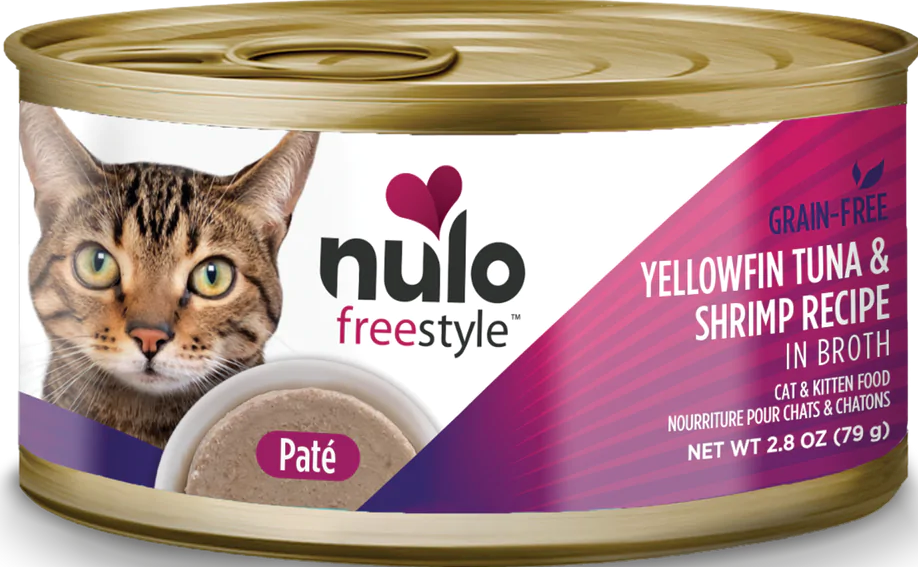 nulo
freestyle™
Paté
GRAIN-FREE
YELLOWFIN TUNA &
SHRIMP RECIPE
IN BROTH
CAT & KITTEN FOOD
NOURRITURE POUR CHATS & CHATONS
NET WT 2.8 OZ (79 g)